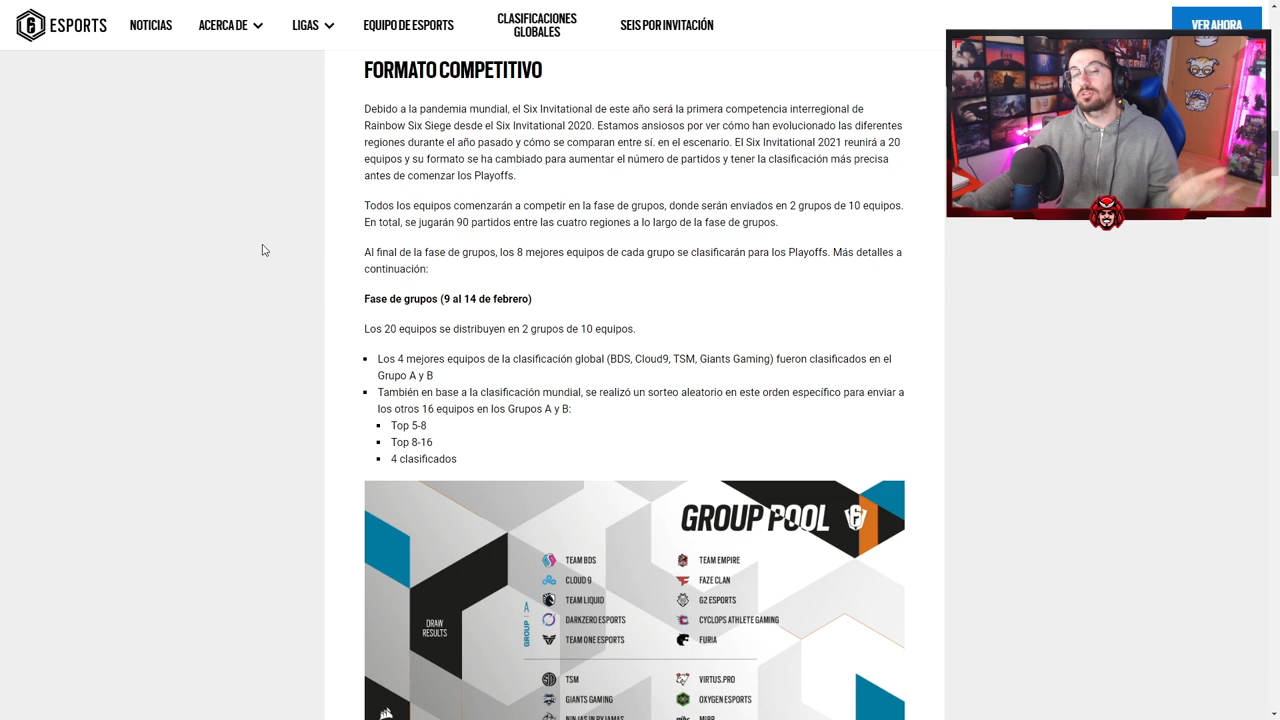 ESPORTS
NOTICIAS
ACERCA DE
LIGAS
EQUIPO DE ESPORTS
CLASIFICACIONES
GLOBALES
SEIS POR INVITACIÓN
VER AHORA
FORMATO COMPETITIVO
Debido a la pandemia mundial, el Six Invitational de este año será la primera competencia interregional de
Rainbow Six Siege desde el Six Invitational 2020. Estamos ansiosos por ver cómo han evolucionado las diferentes
regiones durante el año pasado y cómo se comparan entre sí. en el escenario. El Six Invitational 2021 reunirá a 20
equipos y su formato se ha cambiado para aumentar el número de partidos y tener la clasificación más precisa
antes de comenzar los Playoffs.
Todos los equipos comenzarán a competir en la fase de grupos, donde serán enviados en 2 grupos de 10 equipos.
En total, se jugarán 90 partidos entre las cuatro regiones a lo largo de la fase de grupos.
Al final de la fase de grupos, los 8 mejores equipos de cada grupo se clasificarán para los Playoffs. Más detalles a
continuación:
Fase de grupos (9 al 14 de febrero)
Los 20 equipos se distribuyen en 2 grupos de 10 equipos.
Los 4 mejores equipos de la clasificación global (BDS, Cloud9, TSM, Giants Gaming) fueron clasificados en el
Grupo A y B
También en base a la clasificación mundial, se realizó un sorteo aleatorio en este orden específico para enviar a
los otros 16 equipos en los Grupos A y B:
Top 5-8
Top 8-16
4 clasificados
GROUP POOL
DRAW
RESULTS
GROUP A
TEAM BDS
CLOUD 9
TEAM LIQUID
DARKZERO ESPORTS
TEAM ONE ESPORTS
TEAM EMPIRE
FAZE CLAN
G2 ESPORTS
CYCLOPS ATHLETE GAMING
FURIA
TSM
GIANTS GAMING
NINJAS IN PYJAMAS
VIRTUS.PRO
OXYGEN ESPORTS
MIBR